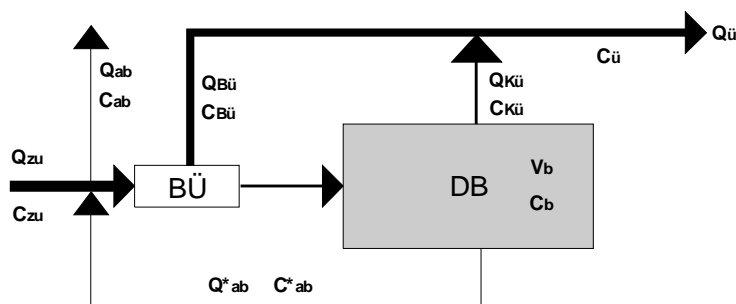 Qü
Cü
Qab
Cab
QBü
CBü
QKü
CKü
Qzu
Czu
BÜ
DB
Vb
Cb
Q*ab C*ab